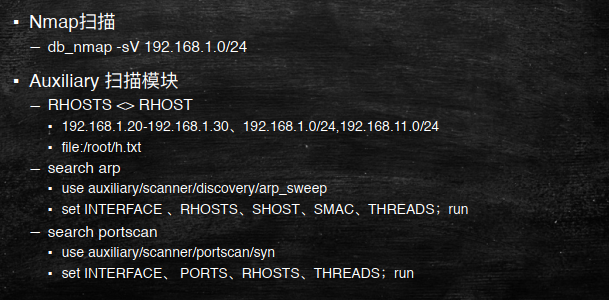 ▪ Nmap扫描
– db_nmap -sV 192.168.1.0/24
▪ Auxiliary 扫描模块
– RHOSTS <> RHOST
▪ 192.168.1.20-192.168.1.30、192.168.1.0/24,192.168.11.0/24
▪ file:/root/h.txt
– search arp
▪ use auxiliary/scanner/discovery/arp_sweep
▪ set INTERFACE 、RHOSTS、SHOST、SMAC、THREADS；run
– search portscan
▪ use auxiliary/scanner/portscan/syn
▪ set INTERFACE、 PORTS、RHOSTS、THREADS；run